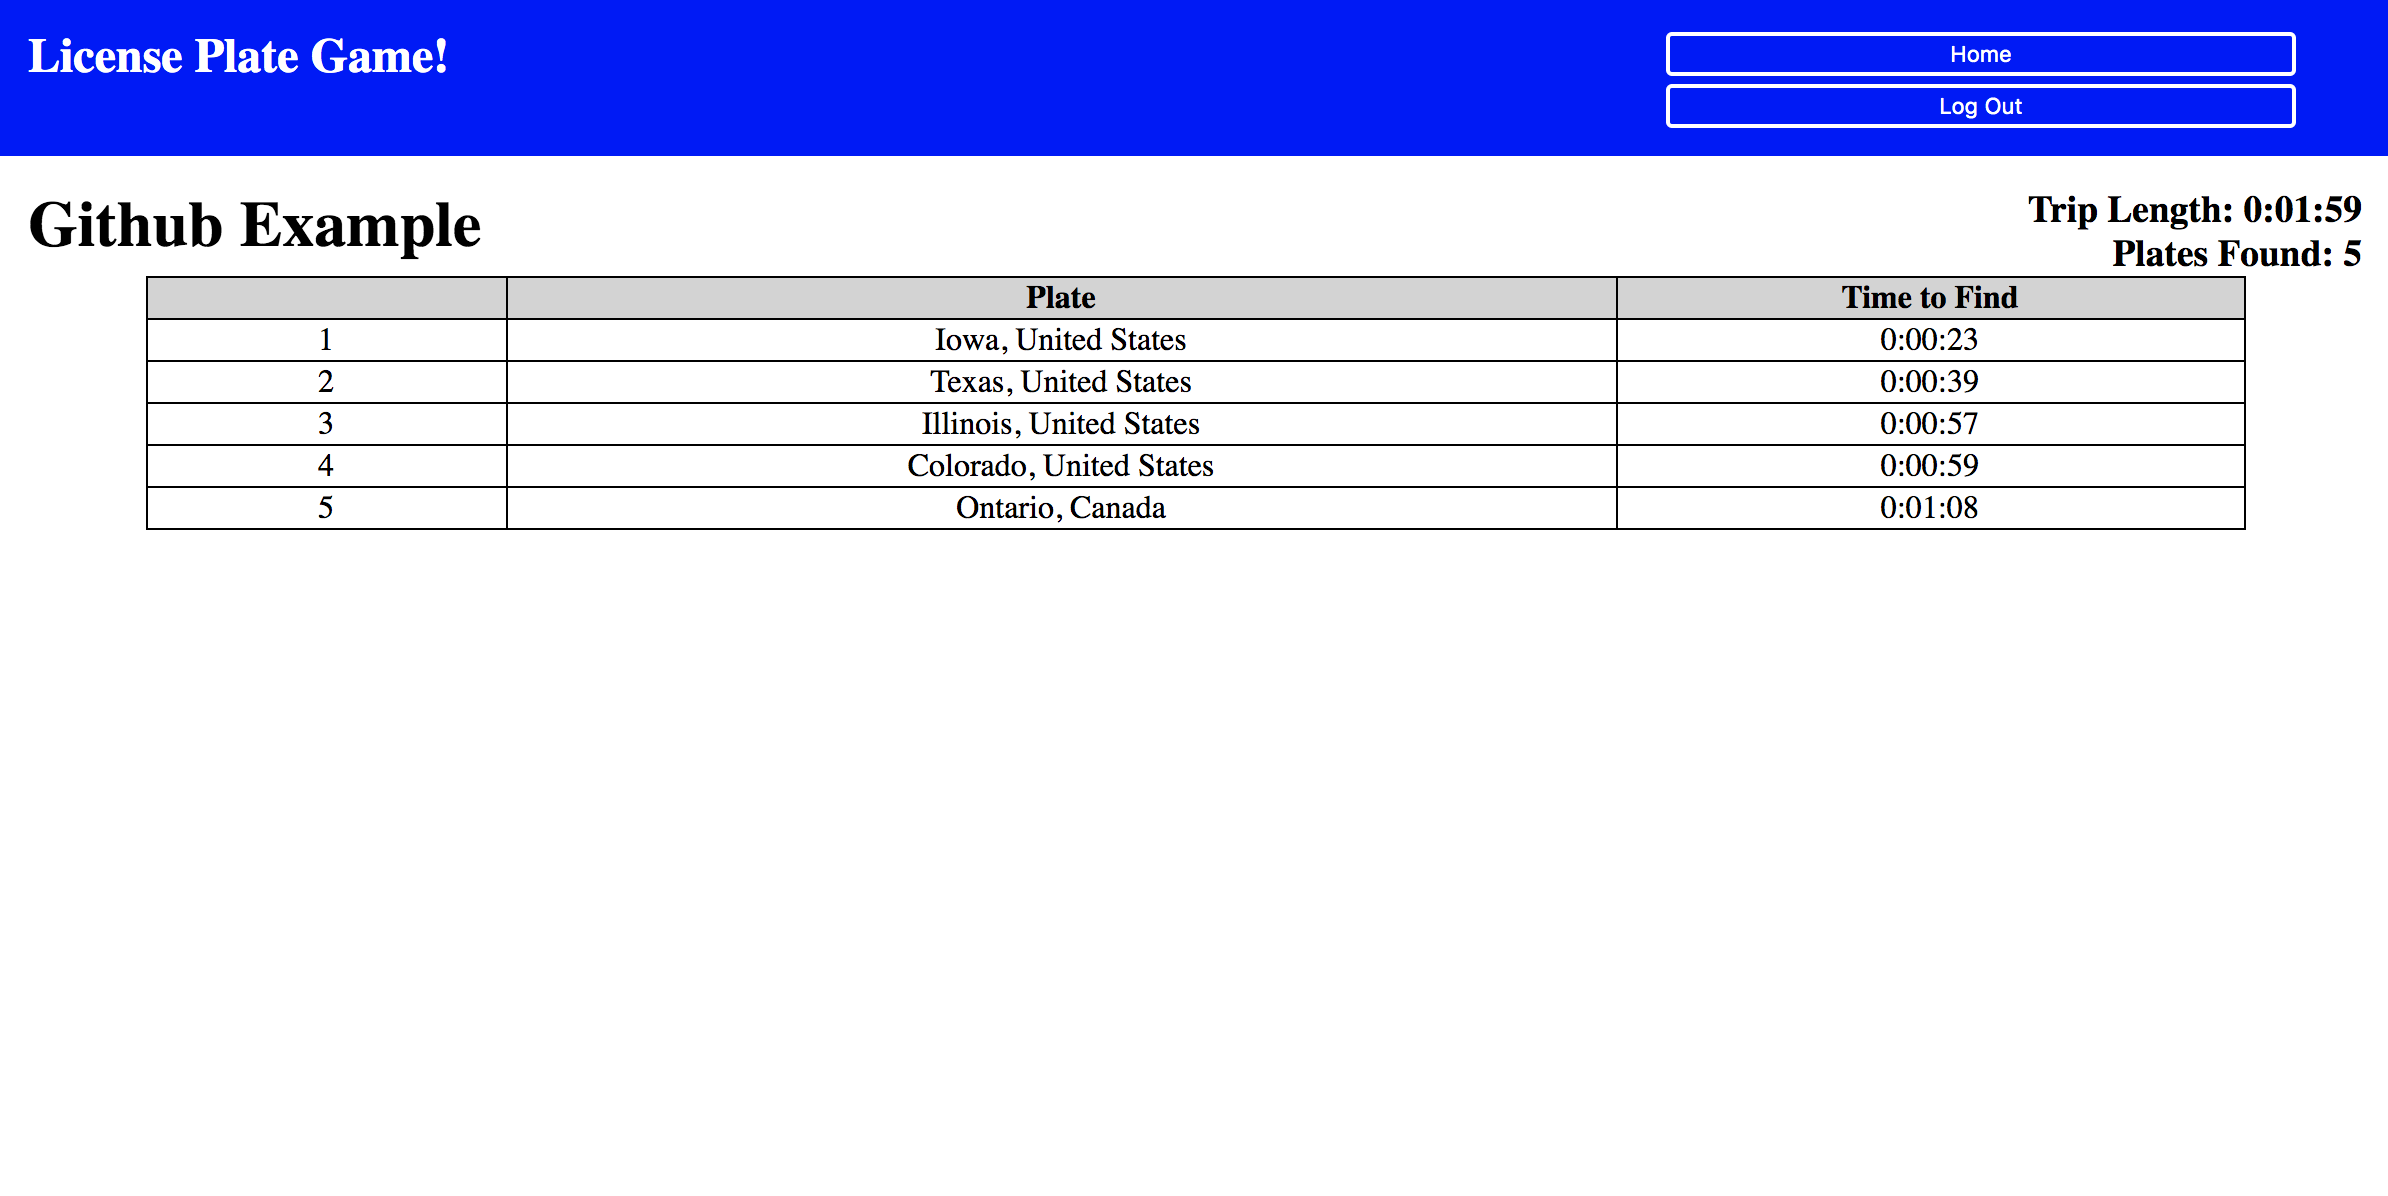 License Plate Game!
Home
Log Out
Github Example
Trip Length: 0:01:59
Plates Found: 5
Plate Time to Find
1 Iowa, United States 0:00:23
2 Texas, United States 0:00:39
3 Illinois, United States 0:00:57
4 Colorado, United States 0:00:59
5 Ontario, Canada 0:01:08